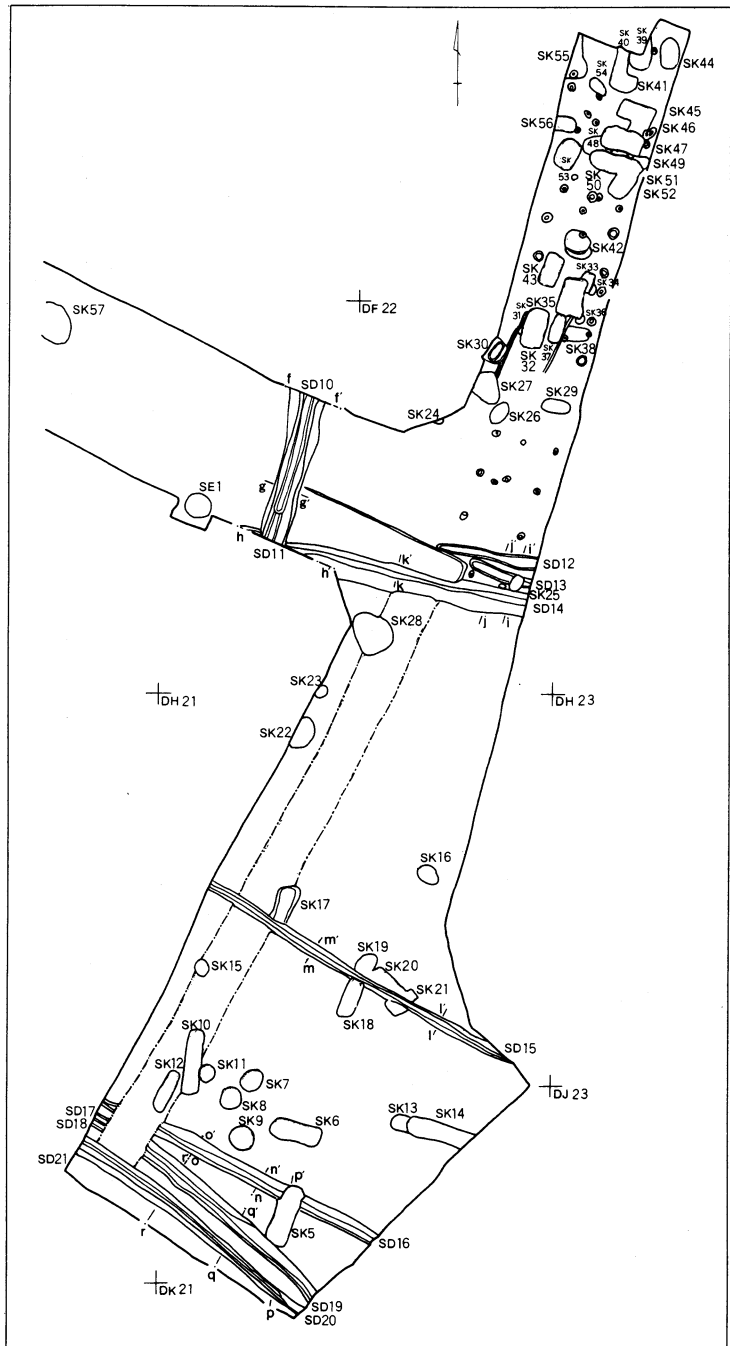 SK
40
SK
39
SK55
SK44
SK
54
SK41
SK45
SK56
SK46
SK
48
SK47
SK
53
SK49
SK
50
SK51
SK52
SK42
SK
43
SK33
SK34
DF 22
SK57
SK35
SK
31
SK36
SK30
SK
32
SK
37
SK38
SK27
f
SD10
f'
SK24
SK26
SK29
g
g'
SE1
h
SD11
h'
k'
j'
i'
SD12
SD13
SK25
k
SD14
j
i
SK28
DH 21
SK23
DH 23
SK22
SK16
SK17
m'
SK19
m
SK20
SK15
SK21
l'
SK18
l'
SK10
SD15
SK12
SK11
SK7
DJ 23
SK8
SD17
SD18
SK13
SK14
o'
SK9
SK6
SD21
r'
o
n'
p'
n
q'
SK5
r
SD16
q
DK 21
p
SD19
SD20